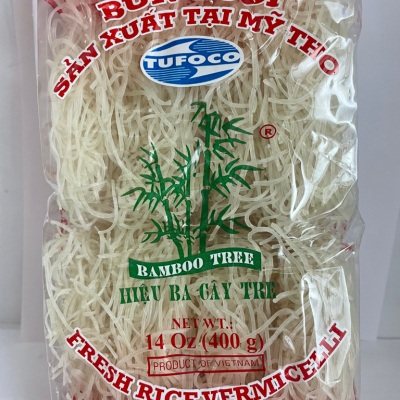 SẢN XUẤT TẠI MỸ THO
TUFOCO
®
BAMBOO TREE
HIỆU BA CÂY TRE
NET WT.:
14 Oz (400 g)
PRODUCT OF VIETNAM
FRESH RICE VERMICELLI